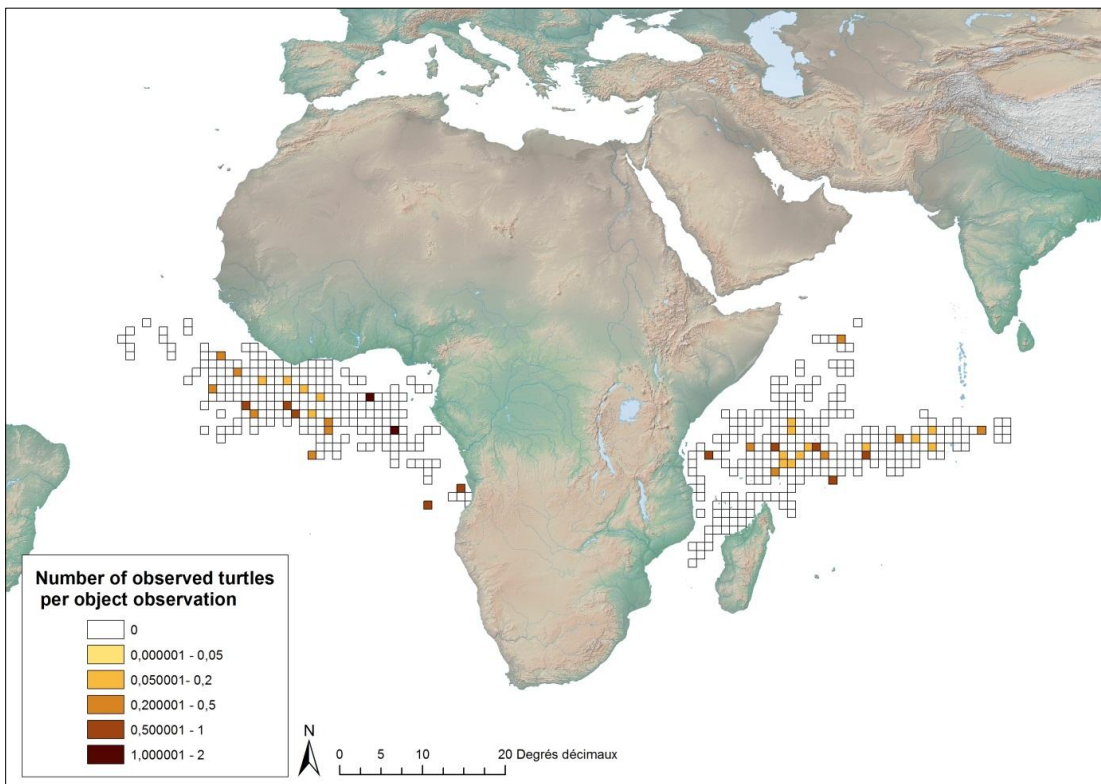 Number of observed turtles
per object observation
0
0,000001 - 0,05
0,050001- 0,2
0,200001 - 0,5
0,500001 - 1
1,000001 - 2
N
0 5 10 20 Degrés décimaux